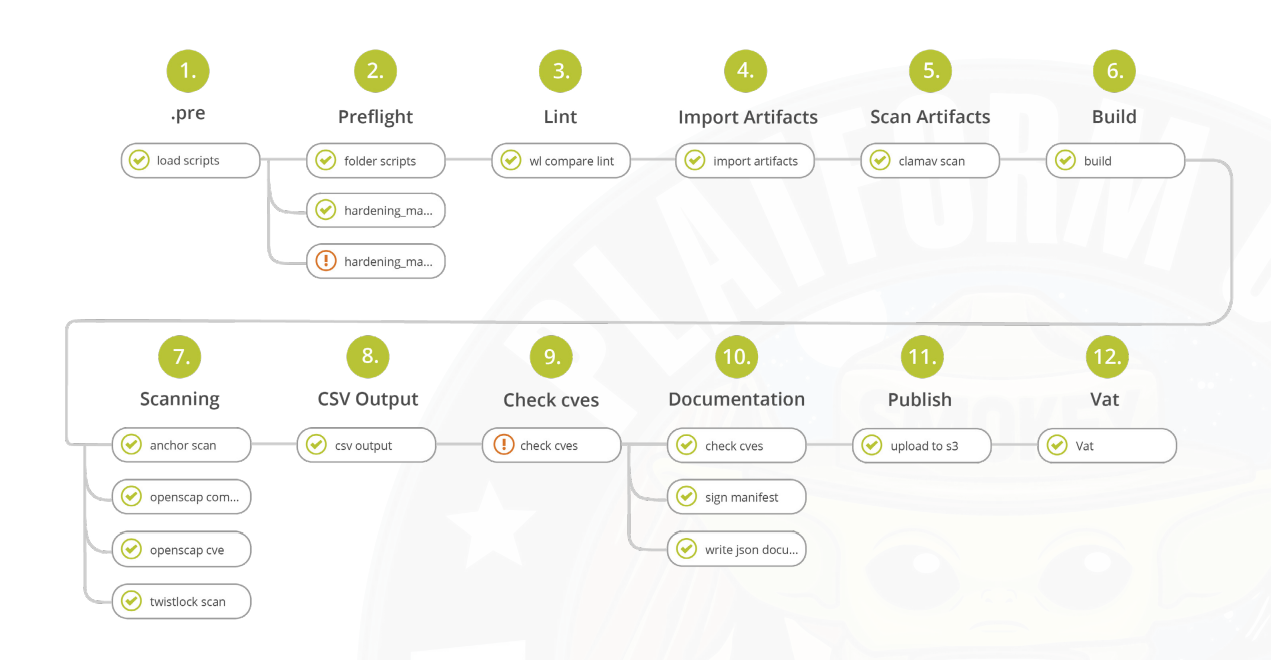 1.
2.
3.
4.
5.
6.
.pre
Preflight
Lint
Import Artifacts
Scan Artifacts
Build
load scripts
folder scripts
wl compare lint
import artifacts
clamav scan
build
hardening_ma...
hardening_ma...
7.
8.
9.
10.
11.
12.
Scanning
CSV Output
Check cves
Documentation
Publish
Vat
anchor scan
csv output
check cves
check cves
upload to s3
Vat
openscap com...
sign manifest
openscap cve
write json docu...
twistlock scan
PLATFORM
SMOKEY